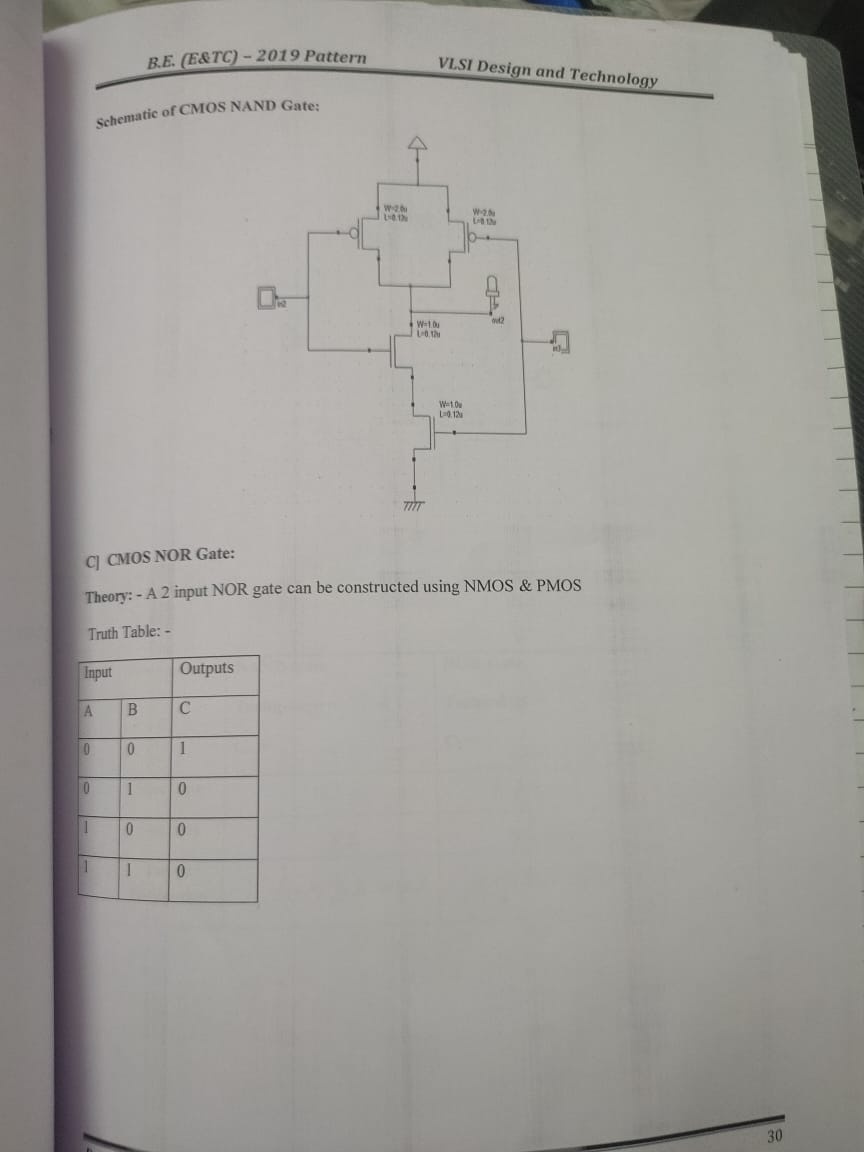 B.E. (E&TC) – 2019 Pattern VLSI Design and Technology
Schematic of CMOS NAND Gate:
W=2.0u
L=0.12u
W=2.0u
L=0.12u
in2
out2
W=1.0u
L=0.12u
in3
W=1.0u
L=0.12u
C] CMOS NOR Gate:
Theory: - A 2 input NOR gate can be constructed using NMOS & PMOS
Truth Table: -
Input Outputs
A B C
0 0 1
0 1 0
1 0 0
1 1 0
30